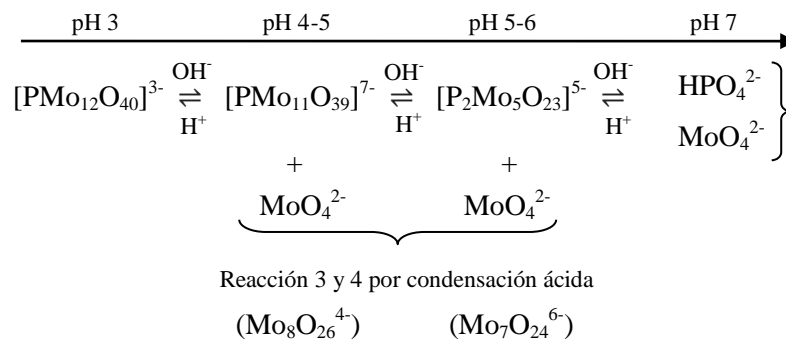 pH 3 pH 4-5 pH 5-6 pH 7
[PMo₁₂O₄₀]³⁻ OH⁻ ⇌ H⁺ [PMo₁₁O₃₉]⁷⁻ OH⁻ ⇌ H⁺ [P₂Mo₅O₂₃]⁵⁻ OH⁻ ⇌ H⁺ HPO₄²⁻
MoO₄²⁻
+ +
MoO₄²⁻ MoO₄²⁻
Reacción 3 y 4 por condensación ácida
(Mo₈O₂₆⁴⁻) (Mo₇O₂₄⁶⁻)